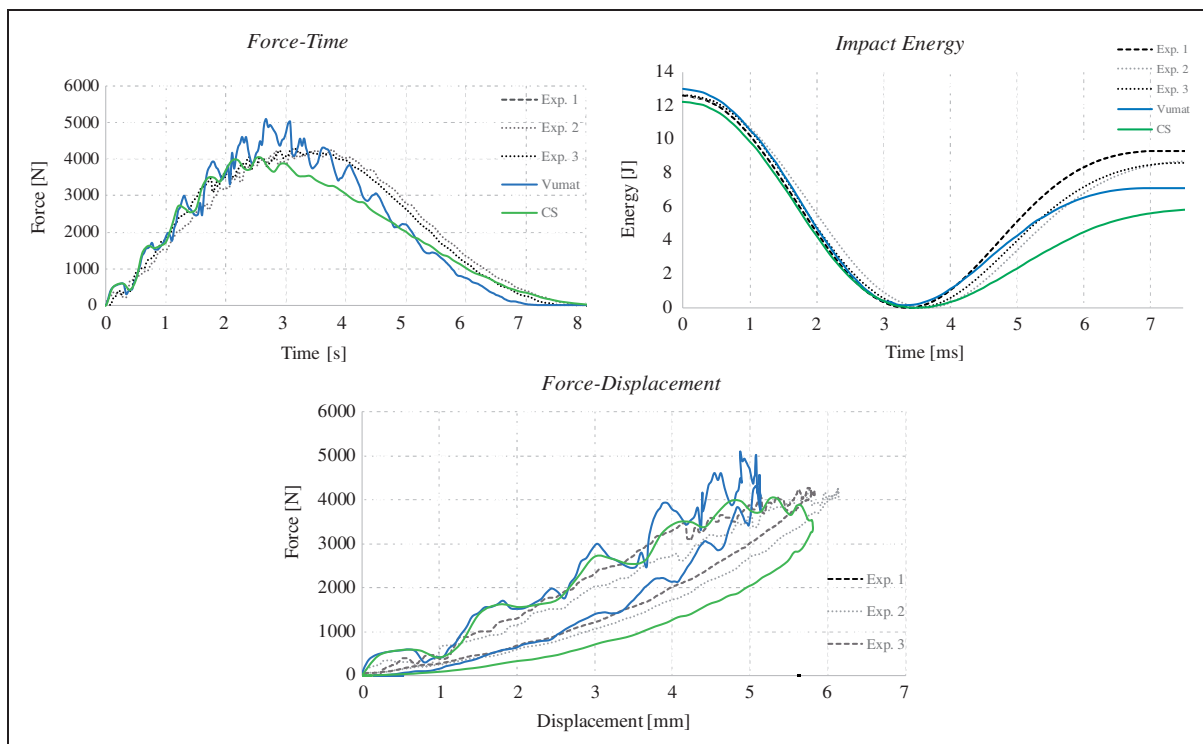 Force-Time
6000
5000
4000
3000
2000
1000
0
Force [N]
0 1 2 3 4 5 6 7 8
Time [s]
Exp. 1
Exp. 2
Exp. 3
Vumat
CS
Impact Energy
14
12
10
8
6
4
2
0
Energy [J]
0 1 2 3 4 5 6 7
Time [ms]
Exp. 1
Exp. 2
Exp. 3
Vumat
CS
Force-Displacement
6000
5000
4000
3000
2000
1000
0
Force [N]
0 1 2 3 4 5 6 7
Displacement [mm]
Exp. 1
Exp. 2
Exp. 3